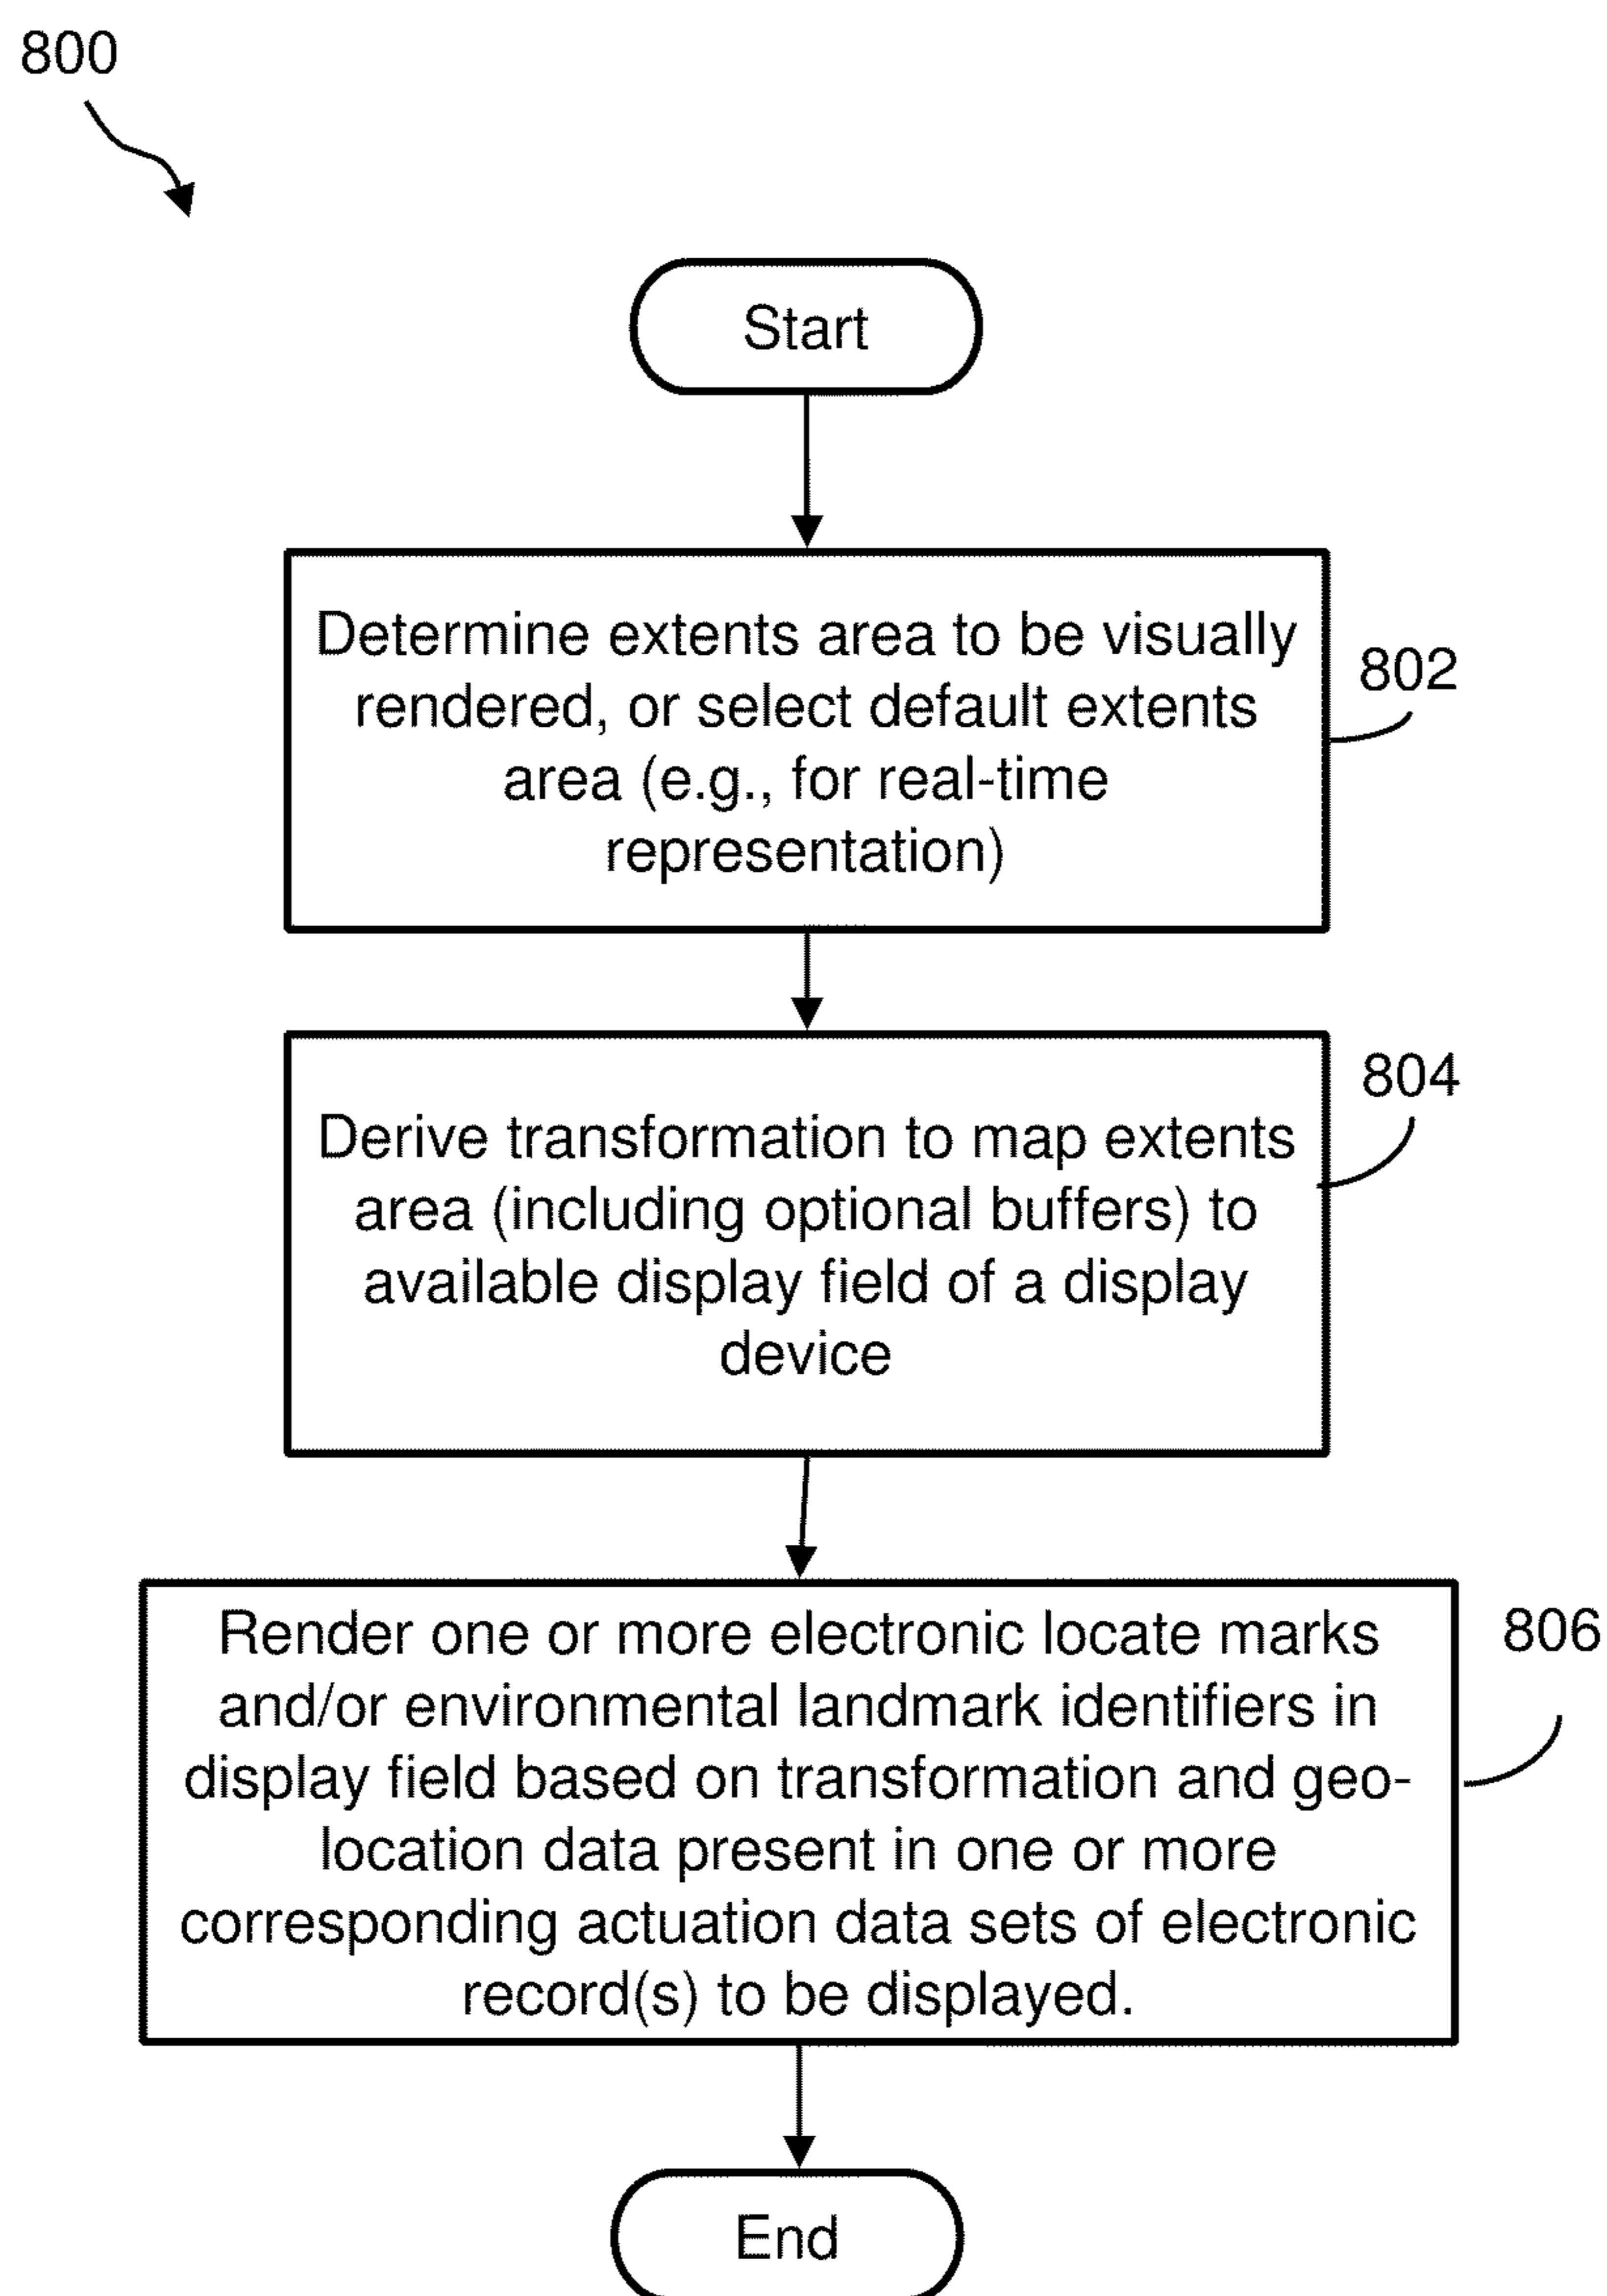 800
Start
Determine extents area to be visually
rendered, or select default extents
area (e.g., for real-time
representation)
802
Derive transformation to map extents
area (including optional buffers) to
available display field of a display
device
804
Render one or more electronic locate marks
and/or environmental landmark identifiers in
display field based on transformation and geo-
location data present in one or more
corresponding actuation data sets of electronic
record(s) to be displayed.
806
End